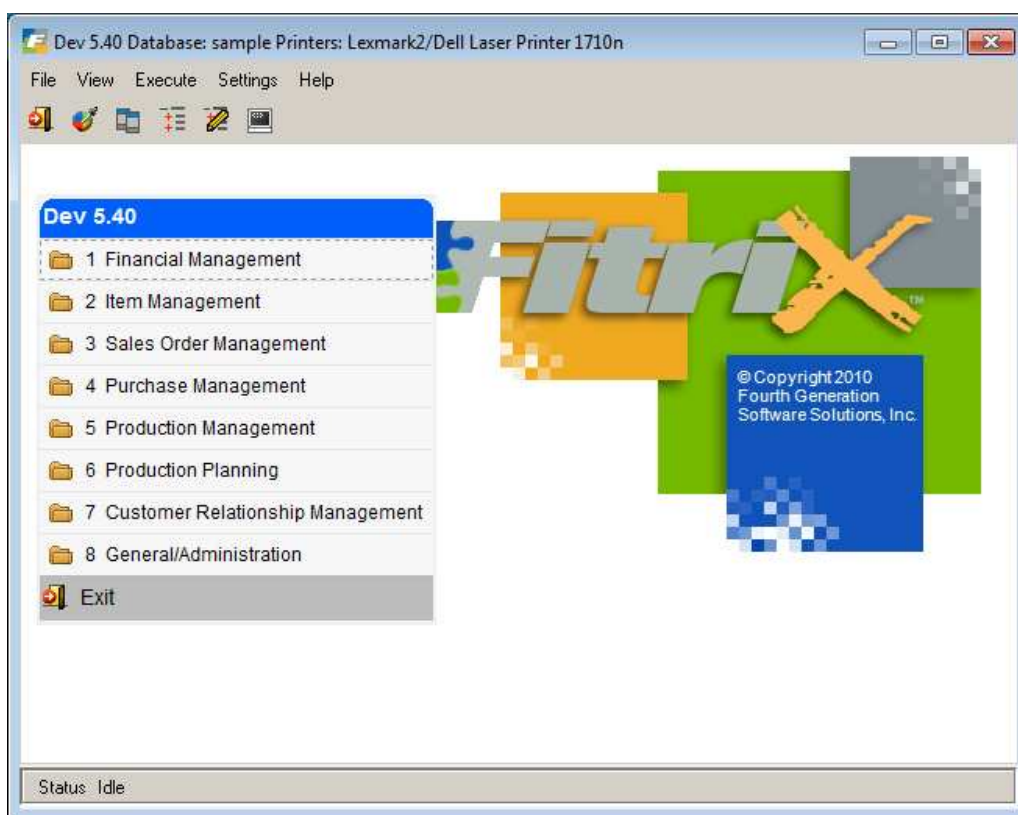 Dev 5.40 Database: sample Printers: Lexmark2/Dell Laser Printer 1710n
File View Execute Settings Help
Dev 5.40
1 Financial Management
2 Item Management
3 Sales Order Management
4 Purchase Management
5 Production Management
6 Production Planning
7 Customer Relationship Management
8 General/Administration
Exit
FitriX
TM
© Copyright 2010
Fourth Generation
Software Solutions, Inc.
Status Idle